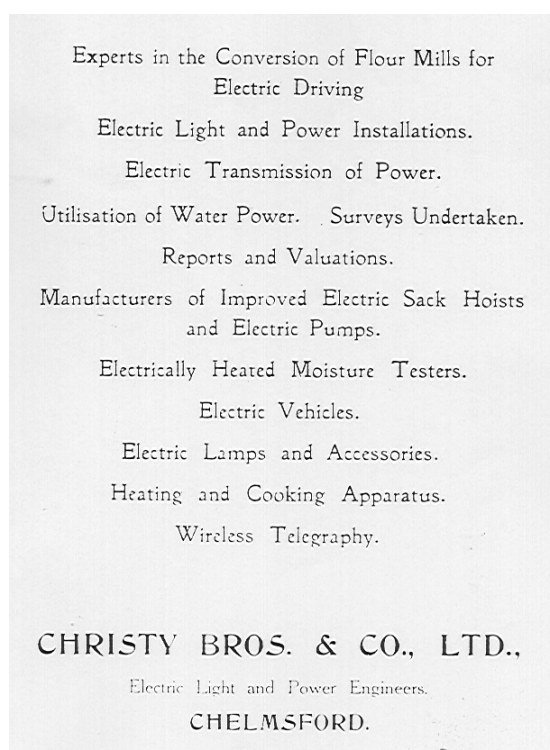 Experts in the Conversion of Flour Mills for
Electric Driving
Electric Light and Power Installations.
Electric Transmission of Power.
Utilisation of Water Power. Surveys Undertaken.
Reports and Valuations.
Manufacturers of Improved Electric Sack Hoists
and Electric Pumps.
Electrically Heated Moisture Testers.
Electric Vehicles.
Electric Lamps and Accessories.
Heating and Cooking Apparatus.
Wireless Telegraphy.
CHRISTY BROS. & CO., LTD.,
Electric Light and Power Engineers.
CHELMSFORD.